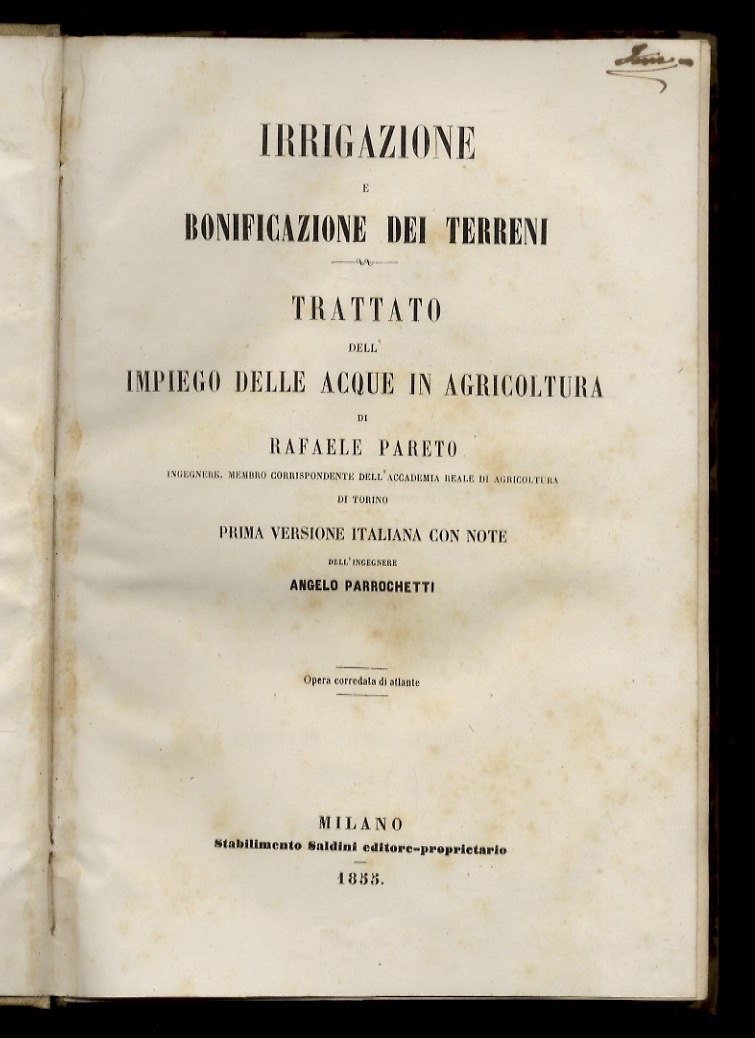 IRRIGAZIONE
E
BONIFICAZIONE DEI TERRENI
TRATTATO
DELL'
IMPIEGO DELLE ACQUE IN AGRICOLTURA
DI
RAFAELE PARETO
INGEGNERE, MEMBRO CORRISPONDENTE DELL'ACCADEMIA REALE DI AGRICOLTURA
DI TORINO
PRIMA VERSIONE ITALIANA CON NOTE
DELL'INGEGNERE
ANGELO PARROCHETTI
Opera corredata di atlante
MILANO
Stabilimento Saldini editore-proprietario
1855.